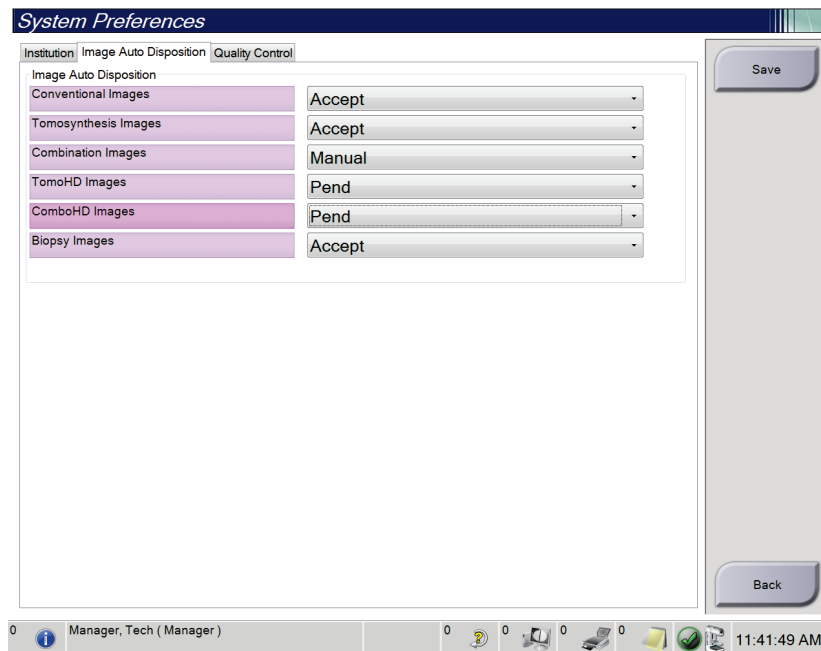 System Preferences
Institution Image Auto Disposition Quality Control
Save
Image Auto Disposition
Conventional Images Accept
Tomosynthesis Images Accept
Combination Images Manual
TomoHD Images Pend
ComboHD Images Pend
Biopsy Images Accept
Back
0 Manager, Tech ( Manager ) 0 0 0 0 11:41:49 AM